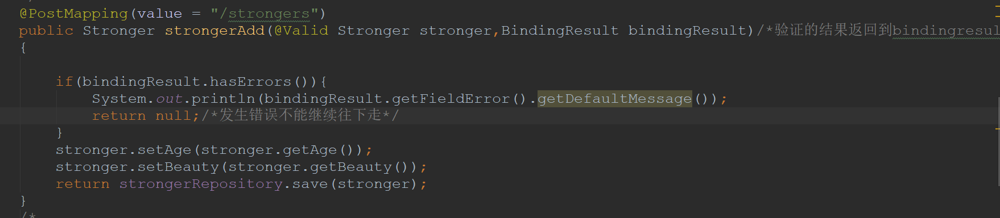 @PostMapping(value = "/strongers")
public Stronger strongerAdd(@Valid Stronger stronger,BindingResult bindingResult)/*验证的结果返回到bindingresul
{
if(bindingResult.hasErrors()){
System.out.println(bindingResult.getFieldError().getDefaultMessage());
return null;/*发生错误不能继续往下走*/
}
stronger.setAge(stronger.getAge());
stronger.setBeauty(stronger.getBeauty());
return strongerRepository.save(stronger);
}
/*